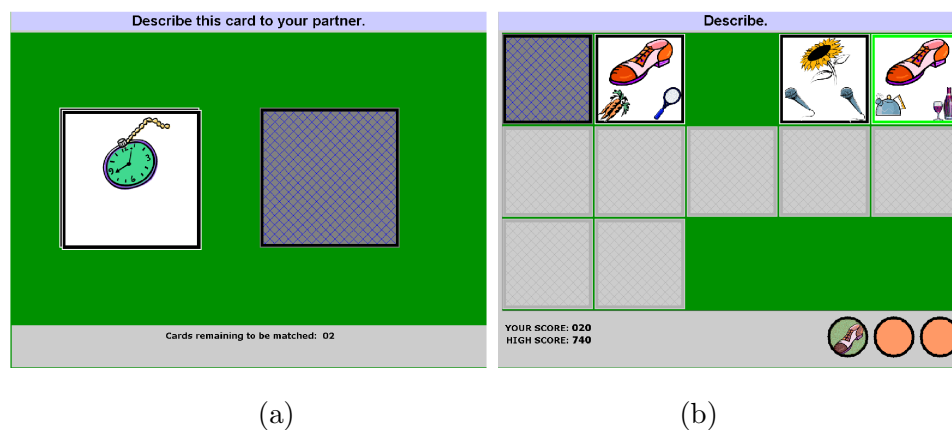 Describe this card to your partner.
Cards remaining to be matched: 02
(a)
Describe.
YOUR SCORE: 020
HIGH SCORE: 740
(b)